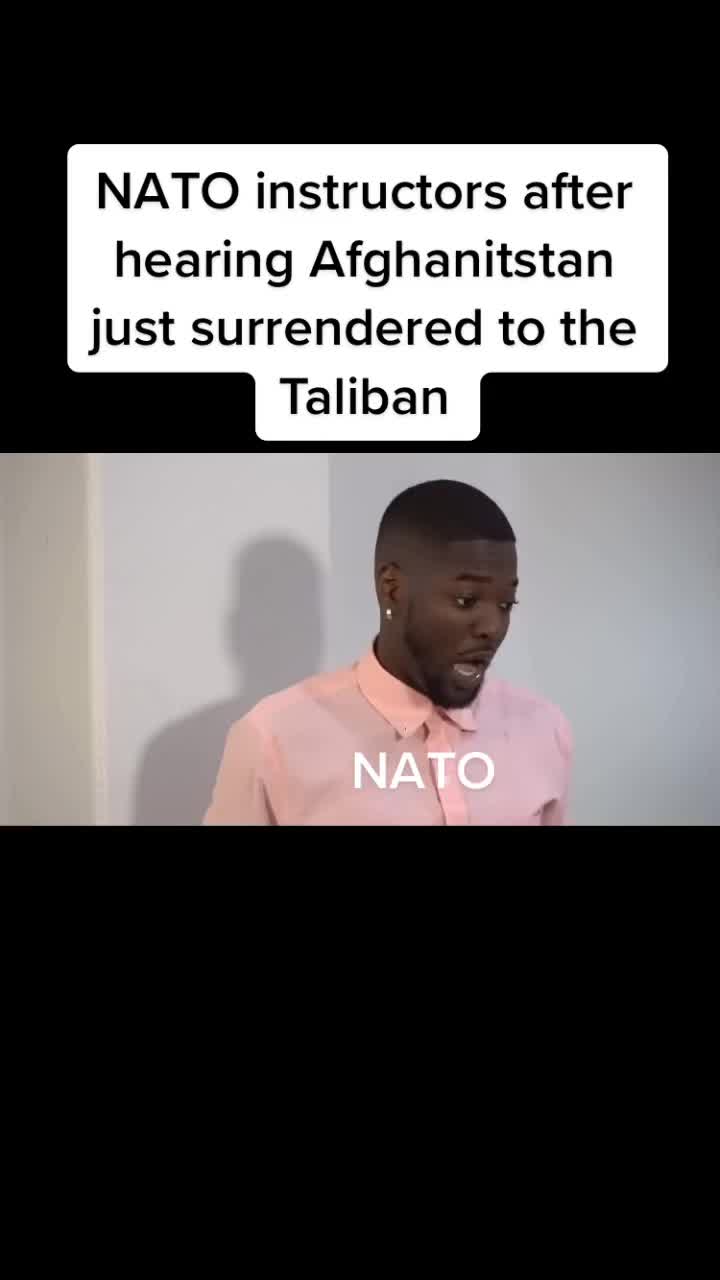 NATO instructors after
hearing Afghanitstan
just surrendered to the
Taliban
NATO